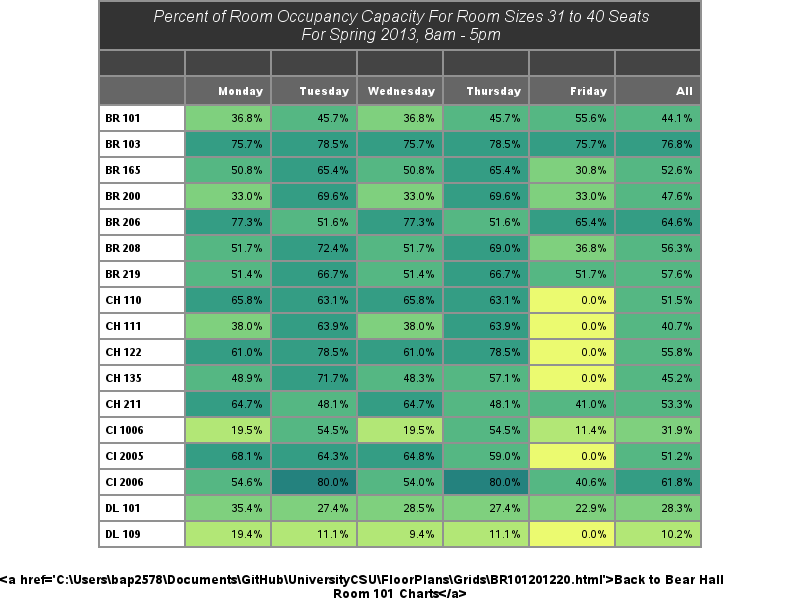 Percent of Room Occupancy Capacity For Room Sizes 31 to 40 Seats
For Spring 2013, 8am - 5pm
Monday Tuesday Wednesday Thursday Friday All
BR 101 36.8% 45.7% 36.8% 45.7% 55.6% 44.1%
BR 103 75.7% 78.5% 75.7% 78.5% 75.7% 76.8%
BR 165 50.8% 65.4% 50.8% 65.4% 30.8% 52.6%
BR 200 33.0% 69.6% 33.0% 69.6% 33.0% 47.6%
BR 206 77.3% 51.6% 77.3% 51.6% 65.4% 64.6%
BR 208 51.7% 72.4% 51.7% 69.0% 36.8% 56.3%
BR 219 51.4% 66.7% 51.4% 66.7% 51.7% 57.6%
CH 110 65.8% 63.1% 65.8% 63.1% 0.0% 51.5%
CH 111 38.0% 63.9% 38.0% 63.9% 0.0% 40.7%
CH 122 61.0% 78.5% 61.0% 78.5% 0.0% 55.8%
CH 135 48.9% 71.7% 48.3% 57.1% 0.0% 45.2%
CH 211 64.7% 48.1% 64.7% 48.1% 41.0% 53.3%
CI 1006 19.5% 54.5% 19.5% 54.5% 11.4% 31.9%
CI 2005 68.1% 64.3% 64.8% 59.0% 0.0% 51.2%
CI 2006 54.6% 80.0% 54.0% 80.0% 40.6% 61.8%
DL 101 35.4% 27.4% 28.5% 27.4% 22.9% 28.3%
DL 109 19.4% 11.1% 9.4% 11.1% 0.0% 10.2%
<a href='C:\Users\bap2578\Documents\GitHub\UniversityCSU\FloorPlans\Grids\BR101201220.html'>Back to Bear Hall
Room 101 Charts</a>